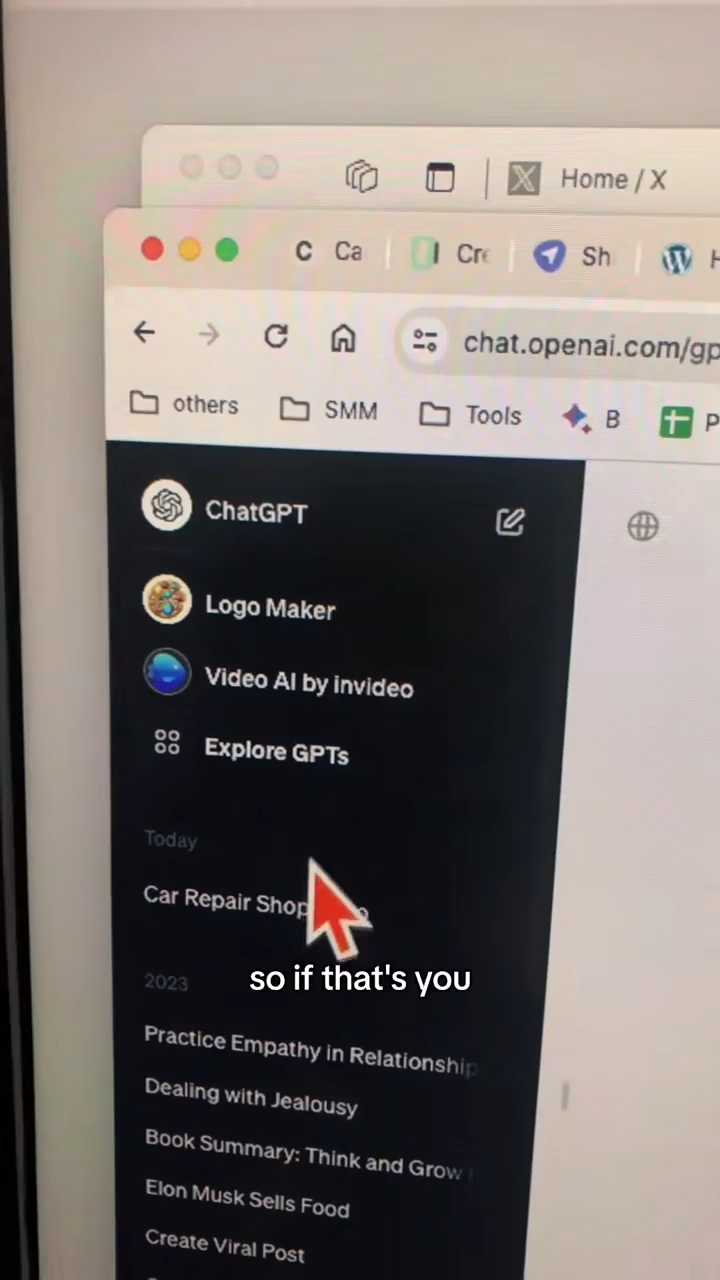 Home / X
C Ca Cre Sh H
chat.openai.com/gp
others SMM Tools B P
ChatGPT
Logo Maker
Video AI by invideo
Explore GPTs
Today
Car Repair Shop
so if that's you
2023
Practice Empathy in Relationship
Dealing with Jealousy
Book Summary: Think and Grow
Elon Musk Sells Food
Create Viral Post